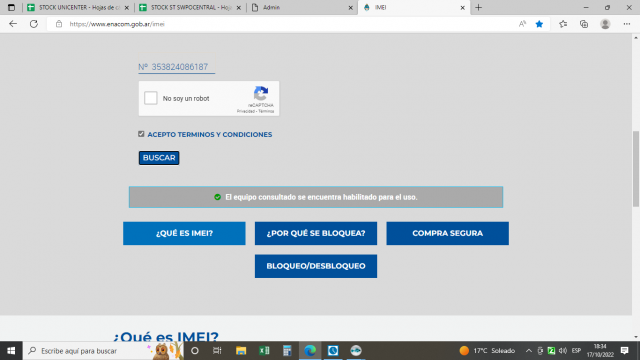 STOCK UNICENTER - Hojas de c
STOCK ST SWPOCENTRAL - Hoj
Admin
IMEI
https://www.enacom.gob.ar/imei
Nº 353824086187
No soy un robot
reCAPTCHA
Privacidad - Términos
ACEPTO TERMINOS Y CONDICIONES
BUSCAR
El equipo consultado se encuentra habilitado para el uso.
¿QUÉ ES IMEI?
¿POR QUÉ SE BLOQUEA?
COMPRA SEGURA
BLOQUEO/DESBLOQUEO
¿Qué es IMEI?
Escribe aquí para buscar
17°C Soleado
ESP
18:34
17/10/2022